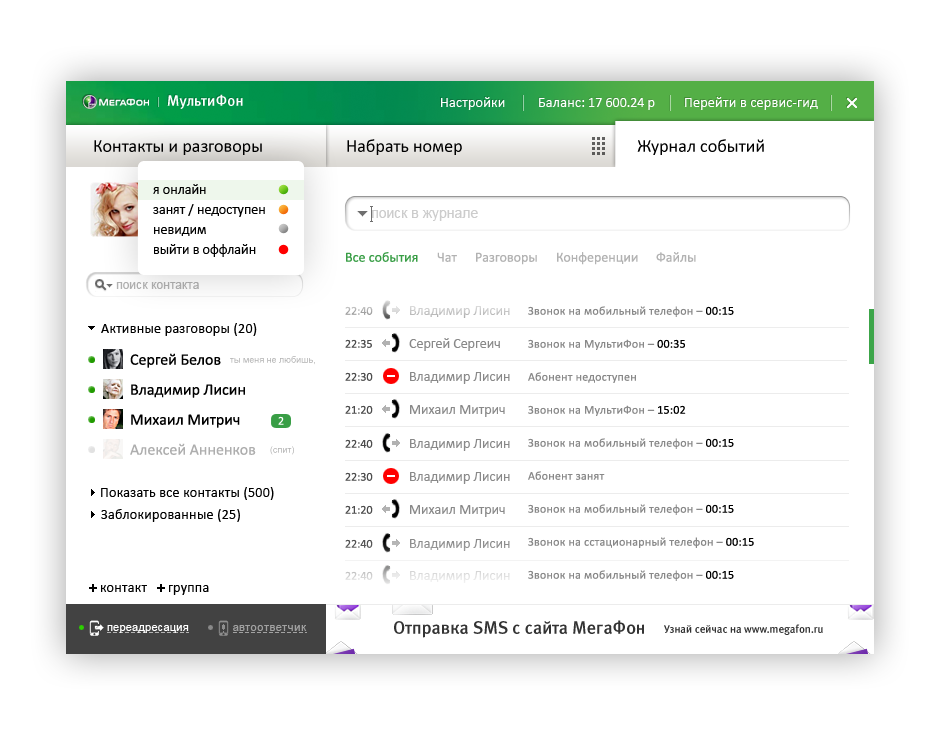 МЕГАФОН | МультиФон
Настройки
Баланс: 17 600.24 р
Перейти в сервис-гид
Контакты и разговоры
Набрать номер
Журнал событий
я онлайн
занят / недоступен
невидим
выйти в оффлайн
поиск контакта
Активные разговоры (20)
Сергей Белов ты меня не любишь,
Владимир Лисин
Михаил Митрич 2
Алексей Анненков (спит)
Показать все контакты (500)
Заблокированные (25)
+ контакт + группа
переадресация
автоответчик
поиск в журнале
Все события Чат Разговоры Конференции Файлы
22:40 Владимир Лисин Звонок на мобильный телефон – 00:15
22:35 Сергей Сергеич Звонок на МультиФон – 00:35
22:30 Владимир Лисин Абонент недоступен
21:20 Михаил Митрич Звонок на МультиФон – 15:02
22:40 Владимир Лисин Звонок на мобильный телефон – 00:15
22:30 Владимир Лисин Абонент занят
21:20 Михаил Митрич Звонок на мобильный телефон – 00:15
22:40 Владимир Лисин Звонок на сстационарный телефон – 00:15
22:40 Владимир Лисин Звонок на мобильный телефон – 00:15
Отправка SMS с сайта МегаФон Узнай сейчас на www.megafon.ru